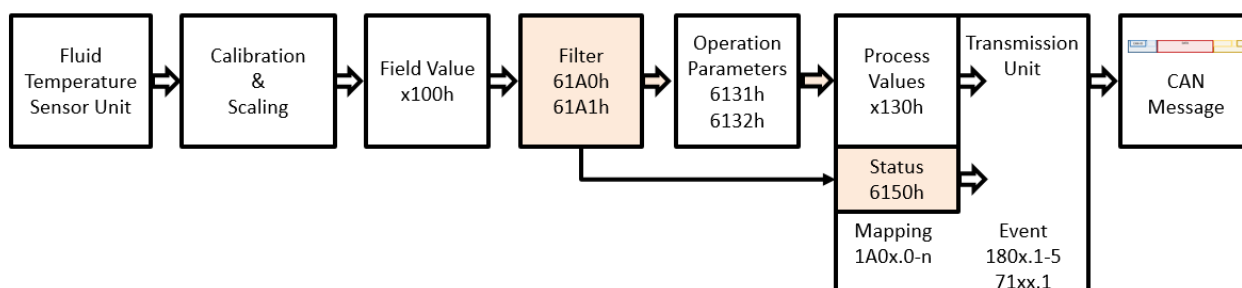 Fluid
Temperature
Sensor Unit
Calibration
&
Scaling
Field Value
x100h
Filter
61A0h
61A1h
Operation
Parameters
6131h
6132h
Process
Values
x130h
Transmission
Unit
CAN
Message
Status
6150h
Mapping
1A0x.0-n
Event
180x.1-5
71xx.1